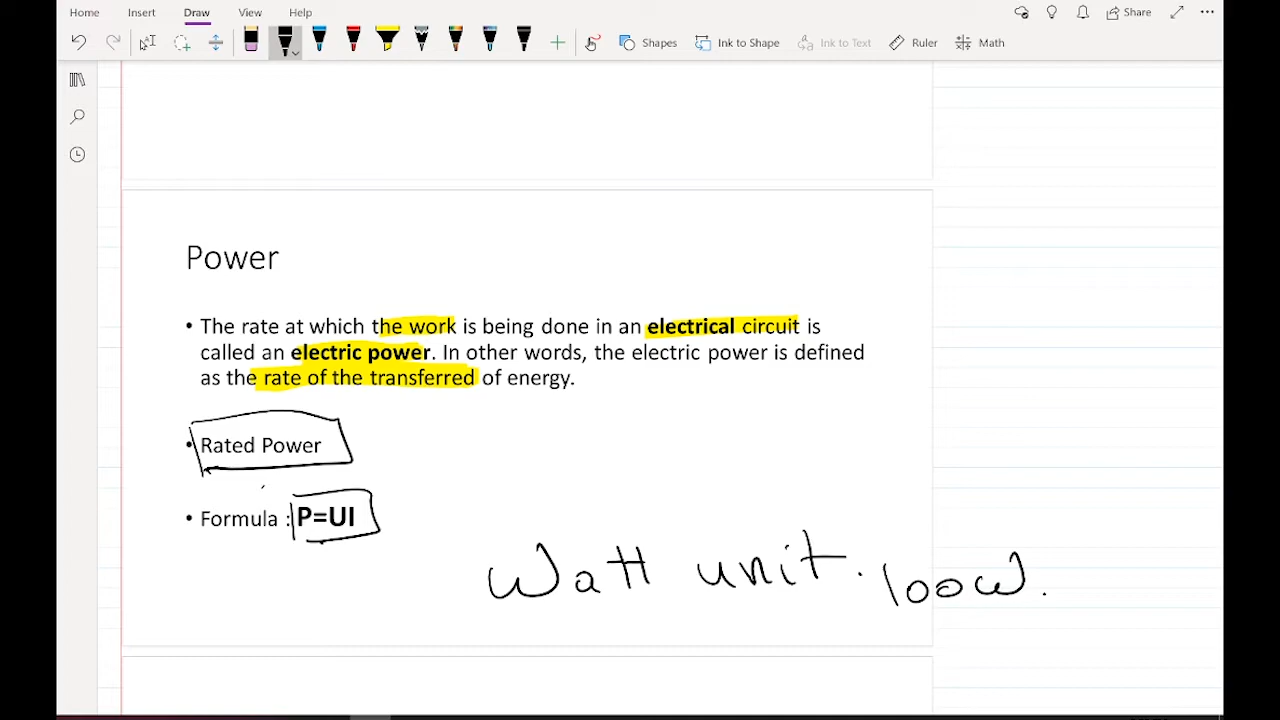 Home Insert Draw View Help
Share
Shapes Ink to Shape Ink to Text Ruler Math
Power
• The rate at which the work is being done in an electrical circuit is
called an electric power. In other words, the electric power is defined
as the rate of the transferred of energy.
• Rated Power
• Formula : P=UI
Watt unit. 100W.